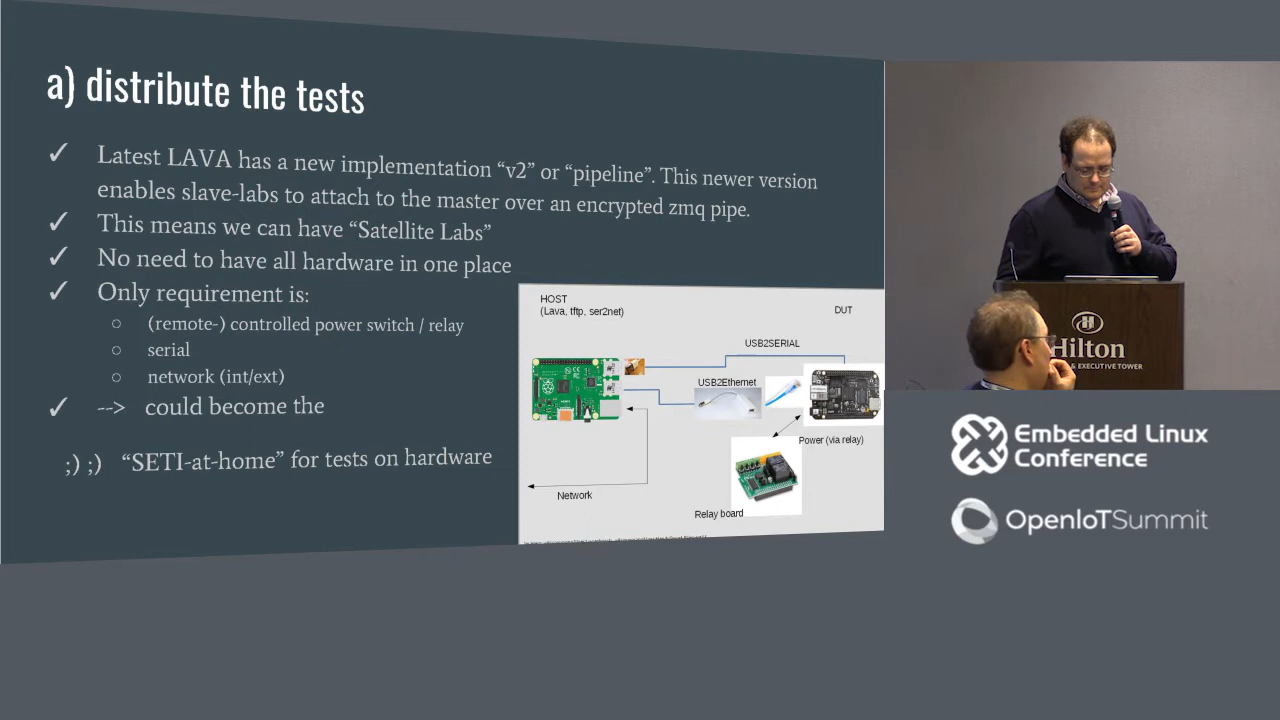 a) distribute the tests
✓ Latest LAVA has a new implementation “v2” or “pipeline”. This newer version
enables slave-labs to attach to the master over an encrypted zmq pipe.
✓ This means we can have “Satellite Labs”
✓ No need to have all hardware in one place
✓ Only requirement is:
○ (remote-) controlled power switch / relay
○ serial
○ network (int/ext)
✓ --> could become the
;) ;) “SETI-at-home” for tests on hardware
HOST
(Lava, tftp, ser2net)
DUT
USB2SERIAL
USB2Ethernet
Power (via relay)
Network
Relay board
Hilton
& EXECUTIVE TOWER
Embedded Linux
Conference
OpenIoTSummit